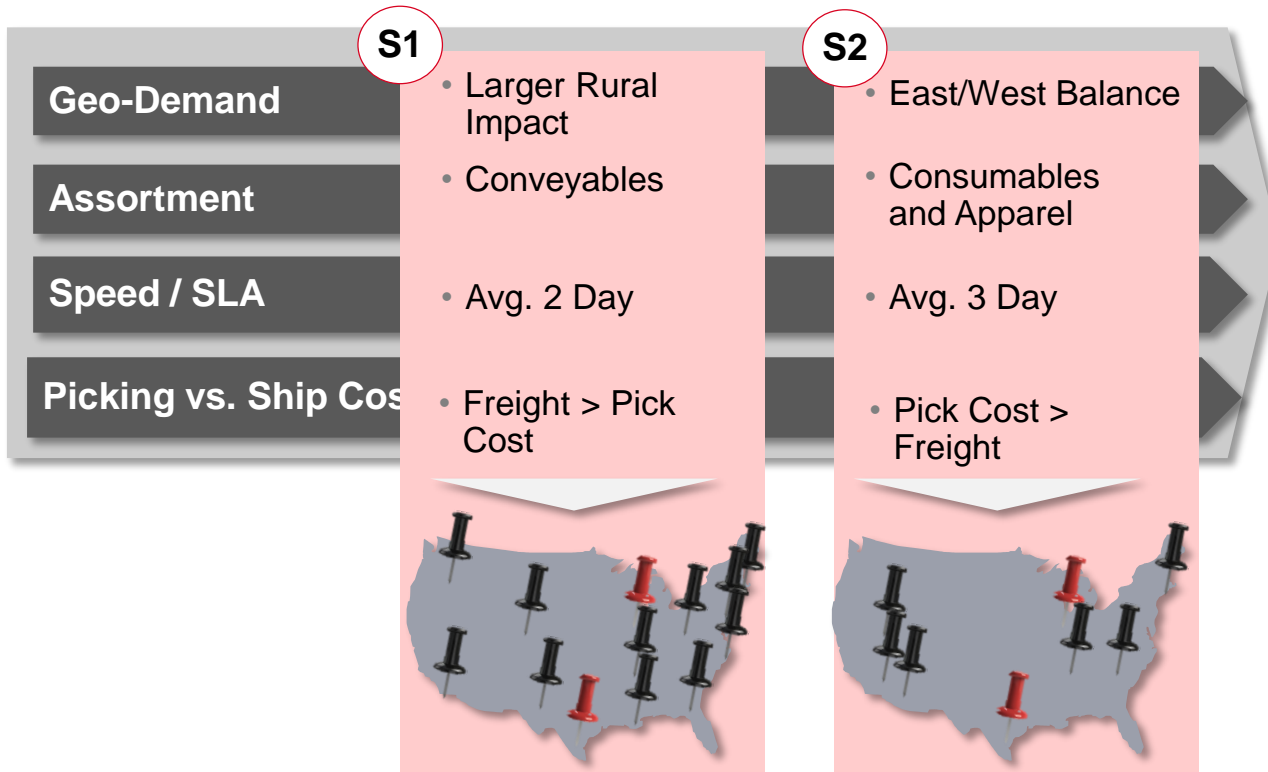 S1
S2
Geo-Demand
• Larger Rural
Impact
• East/West Balance
Assortment
• Conveyables
• Consumables
and Apparel
Speed / SLA
• Avg. 2 Day
• Avg. 3 Day
Picking vs. Ship Cos
• Freight > Pick
Cost
• Pick Cost >
Freight